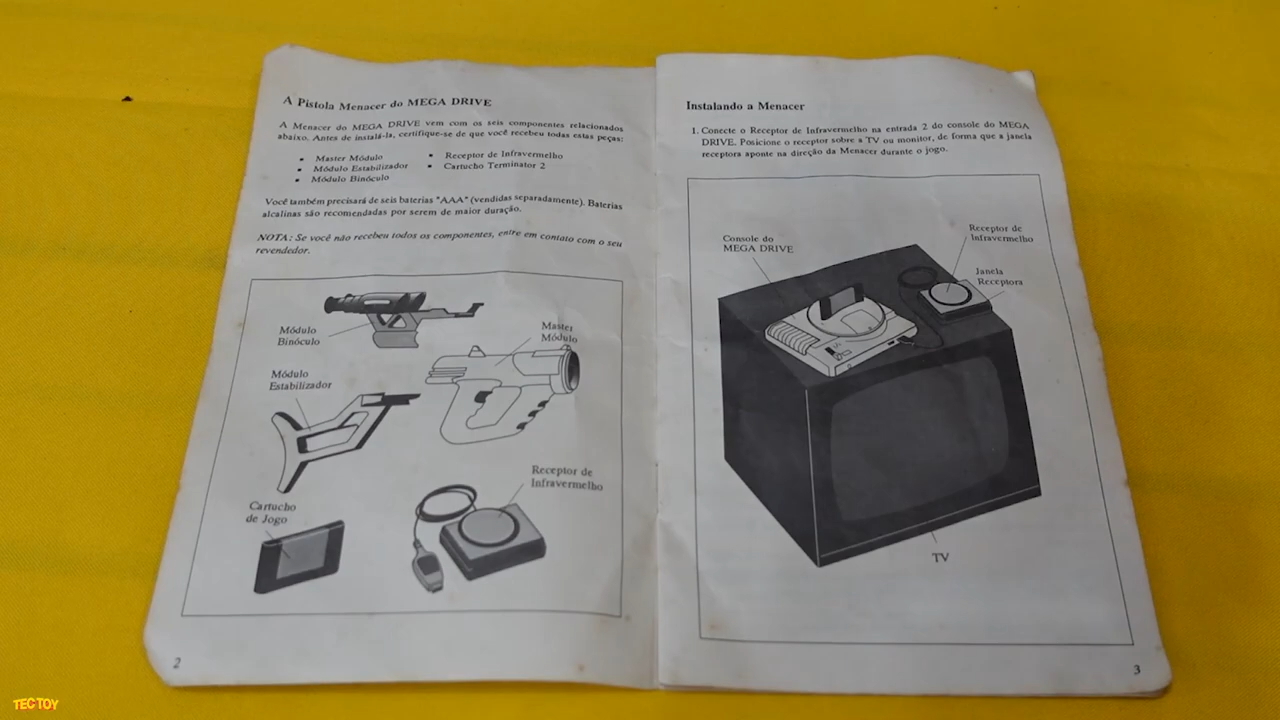 A Pistola Menacer do MEGA DRIVE
A Menacer do MEGA DRIVE vem com os seis componentes relacionados
abaixo. Antes de instalá-la, certifique-se de que você recebeu todas estas peças:
• Master Módulo
• Módulo Estabilizador
• Módulo Binóculo
• Receptor de Infravermelho
• Cartucho Terminator 2
Você também precisará de seis baterias "AAA" (vendidas separadamente). Baterias
alcalinas são recomendadas por serem de maior duração.
NOTA: Se você não recebeu todos os componentes, entre em contato com o seu
revendedor.
Módulo
Binóculo
Master
Módulo
Módulo
Estabilizador
Receptor de
Infravermelho
Cartucho
de Jogo
2
Instalando a Menacer
1. Conecte o Receptor de Infravermelho na entrada 2 do console do MEGA
DRIVE. Posicione o receptor sobre a TV ou monitor, de forma que a janela
receptora aponte na direção da Menacer durante o jogo.
Console do
MEGA DRIVE
Receptor de
Infravermelho
Janela
Receptora
TV
3
TECTOY